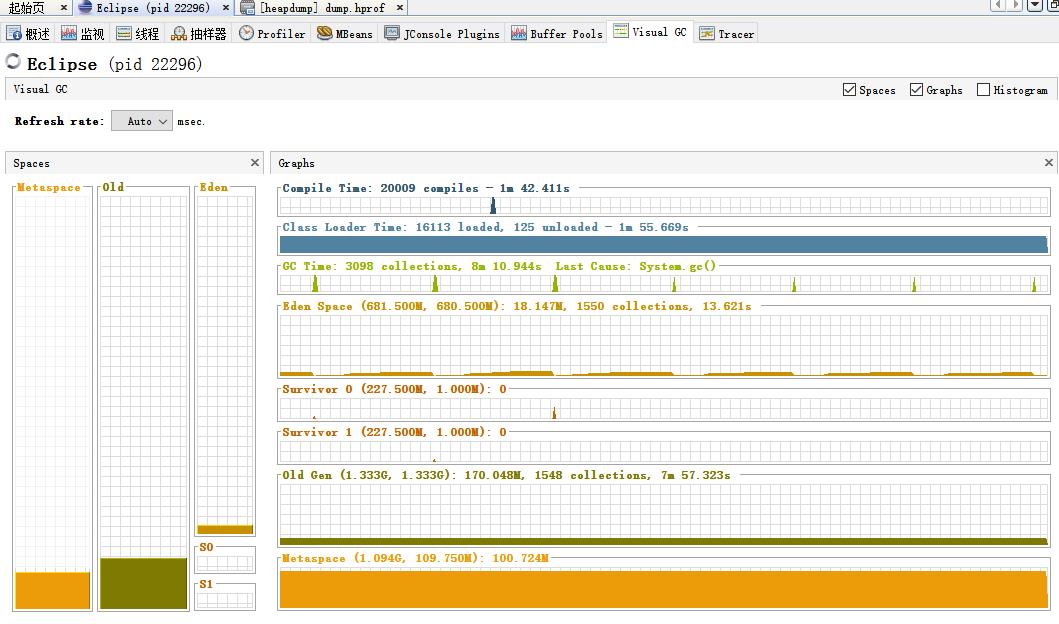 起始页 × Eclipse (pid 22296) × [heapdump] dump.hprof ×
概述 监视 线程 抽样器 Profiler MBeans JConsole Plugins Buffer Pools Visual GC Tracer
Eclipse (pid 22296)
Visual GC Spaces Graphs Histogram
Refresh rate: Auto msec.
Spaces
Metaspace Old Eden
S0
S1
Graphs
Compile Time: 20009 compiles - 1m 42.411s
Class Loader Time: 16113 loaded, 125 unloaded - 1m 55.669s
GC Time: 3098 collections, 8m 10.944s Last Cause: System.gc()
Eden Space (681.500M, 680.500M): 18.147M, 1550 collections, 13.621s
Survivor 0 (227.500M, 1.000M): 0
Survivor 1 (227.500M, 1.000M): 0
Old Gen (1.333G, 1.333G): 170.048M, 1548 collections, 7m 57.323s
Metaspace (1.094G, 109.750M): 100.724M